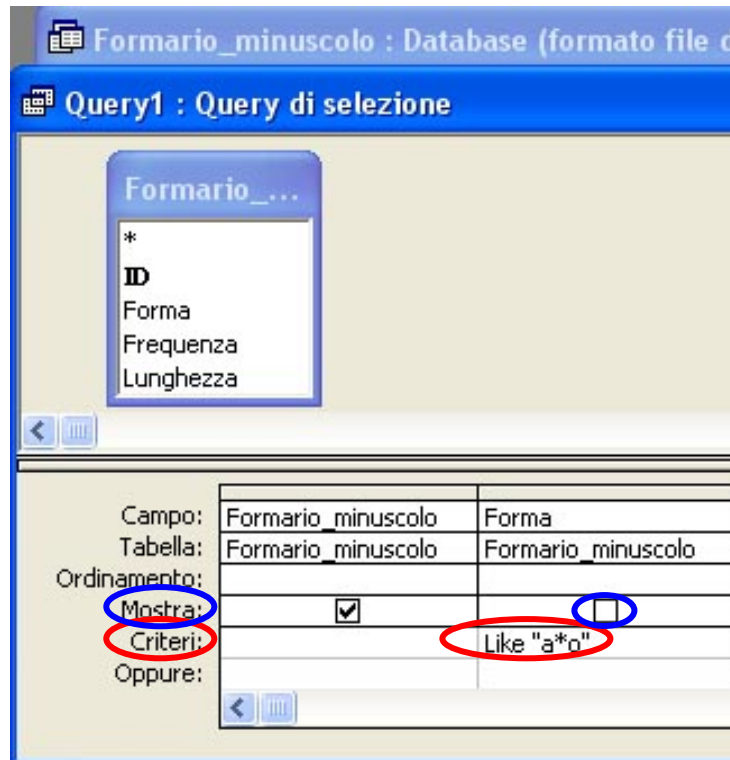 Formario_minuscolo : Database (formato file
Query1 : Query di selezione
Formario_...
*
ID
Forma
Frequenza
Lunghezza
Campo: Formario_minuscolo Forma
Tabella: Formario_minuscolo Formario_minuscolo
Ordinamento:
Mostra:
Criteri: Like "a*o"
Oppure: